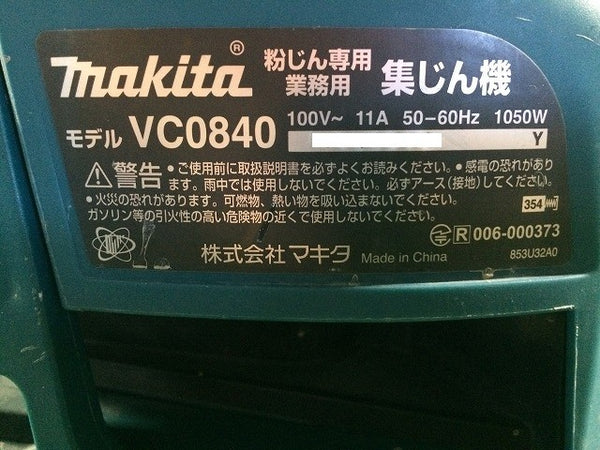 makita® 粉じん専用 業務用 集じん機
モデル VC0840 100V～ 11A 50-60Hz 1050W
Y
警告 ・ご使用前に取扱説明書を必ずよくお読みください。・感電の恐れがあり
ます。雨中では使用しないでください。必ずアース（接地）してください。
・火災の恐れがあります。可燃物、熱い物を吸い込まないでください。
ガソリン等の引火性の高い危険物の近くで使用しないでください。
354
R 006-000373
株式会社マキタ Made in China 853U32A0